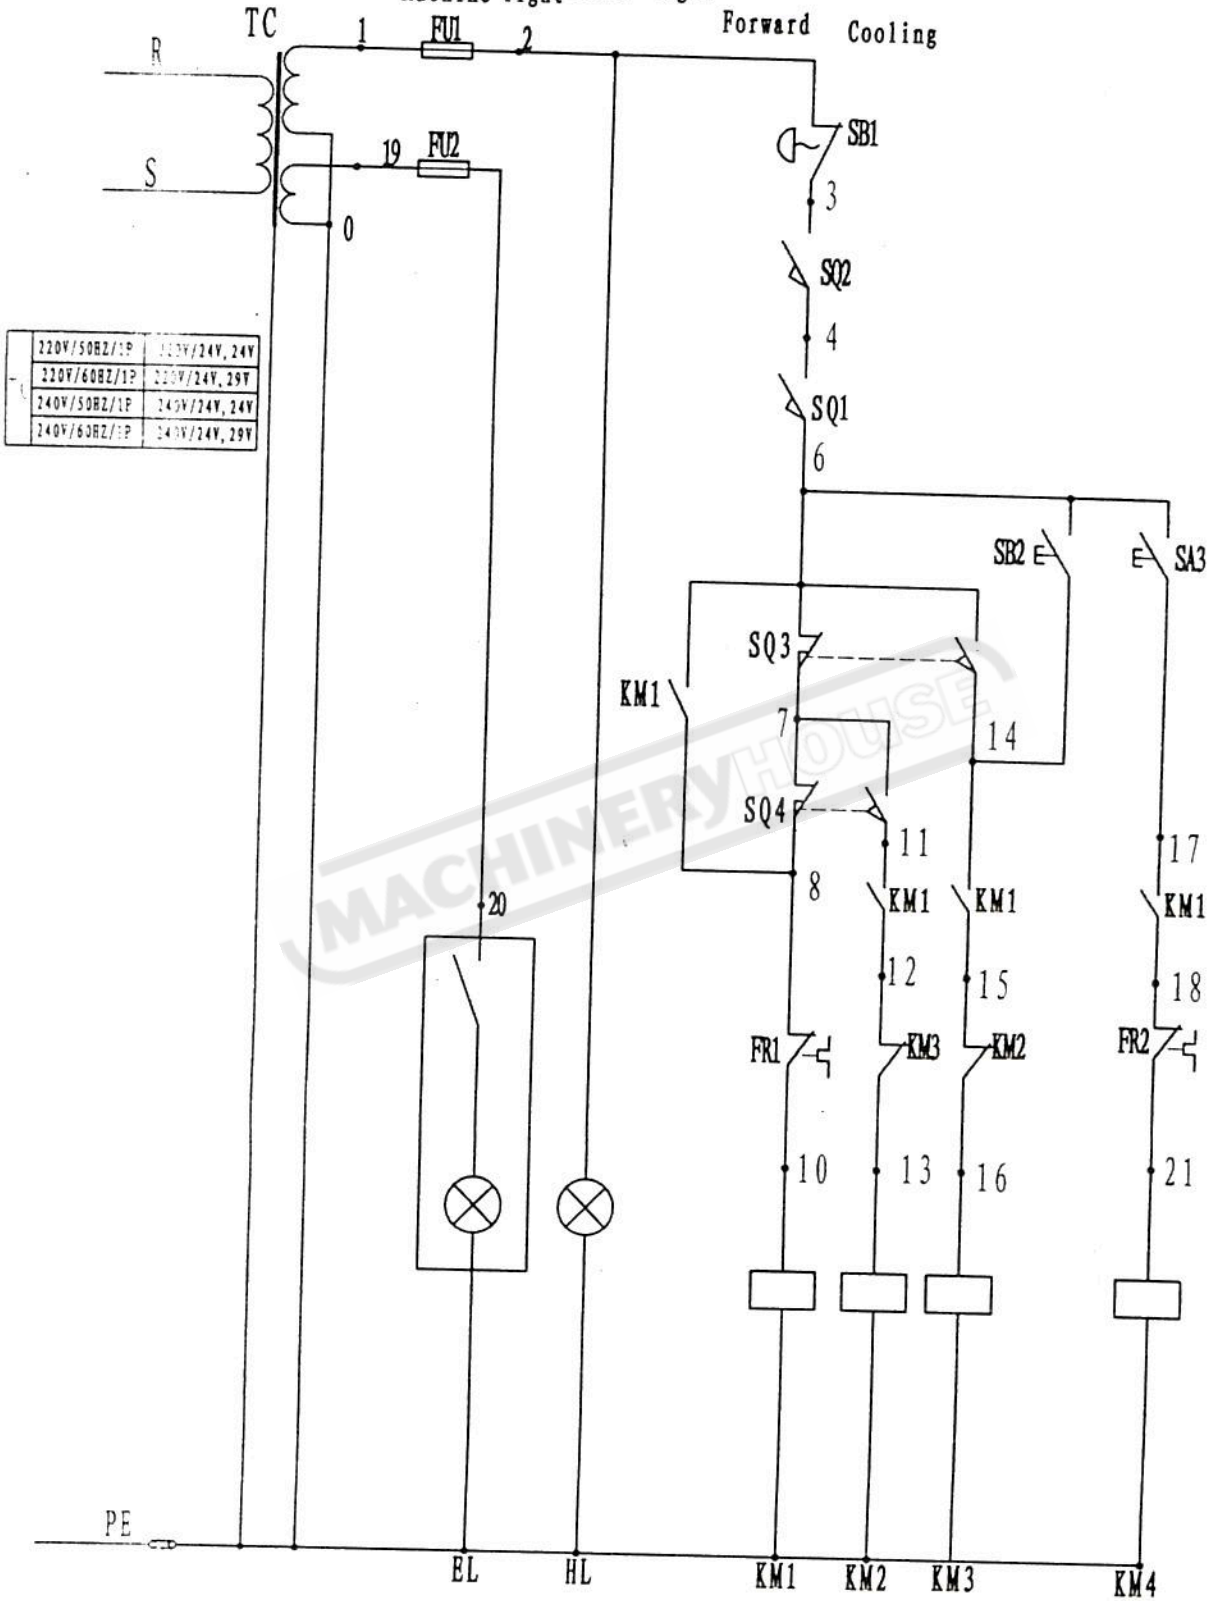 Forward Cooling
TC
1
FU1
2
R
SB1
19
FU2
S
3
0
SQ2
4
220V/50HZ/1P
220V/60HZ/1P 220V/24V, 29V
240V/50HZ/1P 240V/24V, 24V
240V/60HZ/1P 240V/24V, 29V
SQ1
6
SB2
SA3
SQ3
KM1
7
14
MACHINERYHOUSE
SQ4
11
17
8
20
KM1
KM1
KM1
12
15
18
FR1
KM3
KM2
FR2
10
13
16
21
PE
EL
HL
KM1
KM2
KM3
KM4